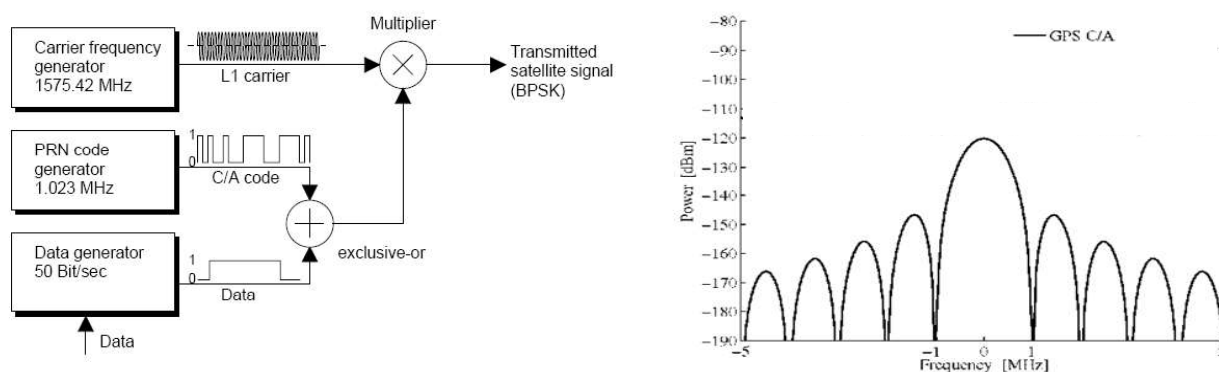 Carrier frequency
generator
1575.42 MHz
L1 carrier
Multiplier
Transmitted
satellite signal
(BPSK)
PRN code
generator
1.023 MHz
1
0
C/A code
Data generator
50 Bit/sec
1
0
Data
exclusive-or
Data
GPS C/A
Power [dBm]
−80
−90
−100
−110
−120
−130
−140
−150
−160
−170
−180
−190
−5
−1
0
1
Frequency [MHz]